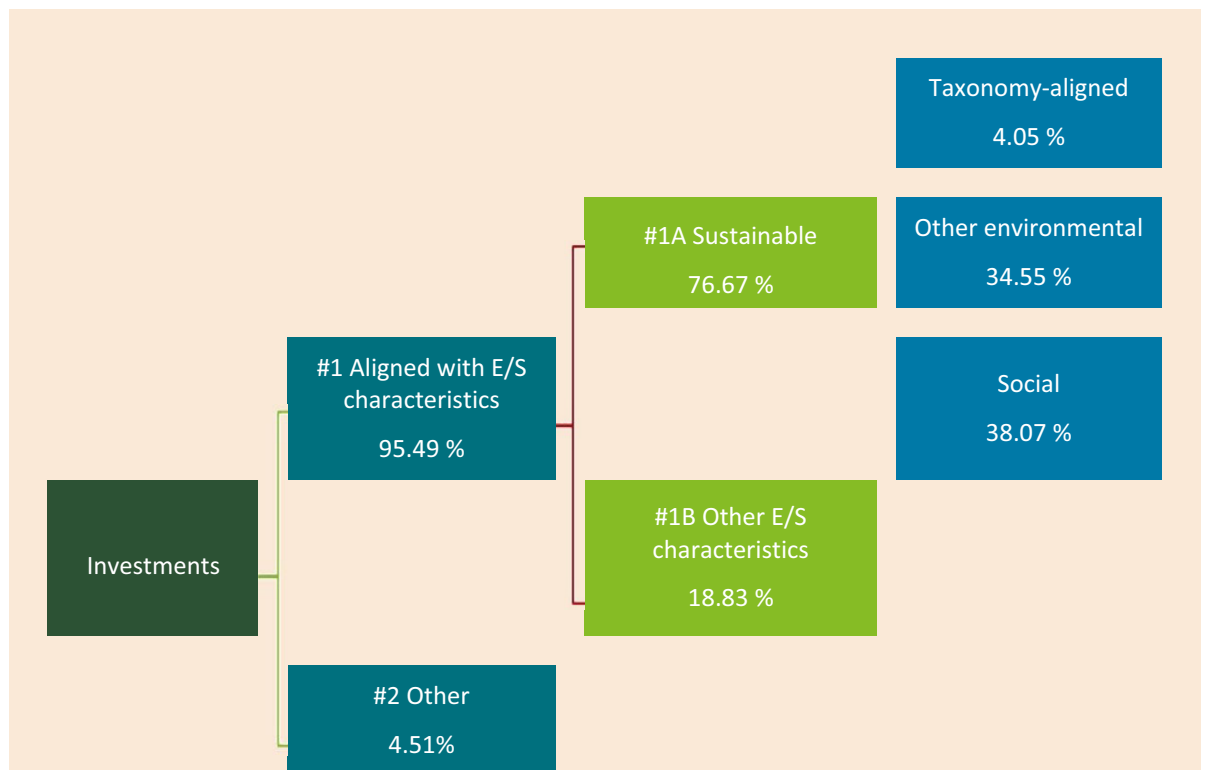 Taxonomy-aligned
4.05 %
#1A Sustainable
76.67 %
Other environmental
34.55 %
#1 Aligned with E/S
characteristics
95.49 %
Social
38.07 %
Investments
#1B Other E/S
characteristics
18.83 %
#2 Other
4.51%